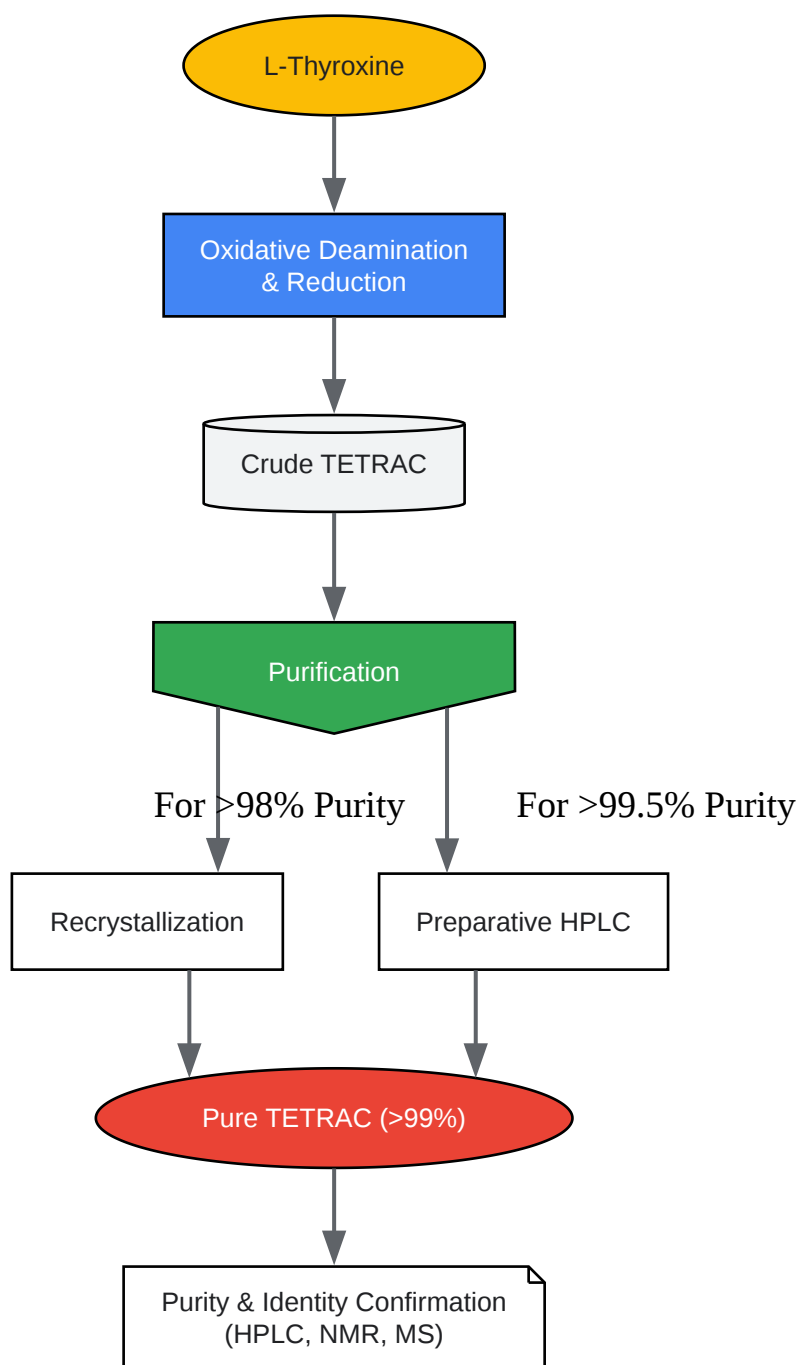 L-Thyroxine
Oxidative Deamination
& Reduction
Crude TETRAC
Purification
For >98% Purity
For >99.5% Purity
Recrystallization
Preparative HPLC
Pure TETRAC (>99%)
Purity & Identity Confirmation
(HPLC, NMR, MS)